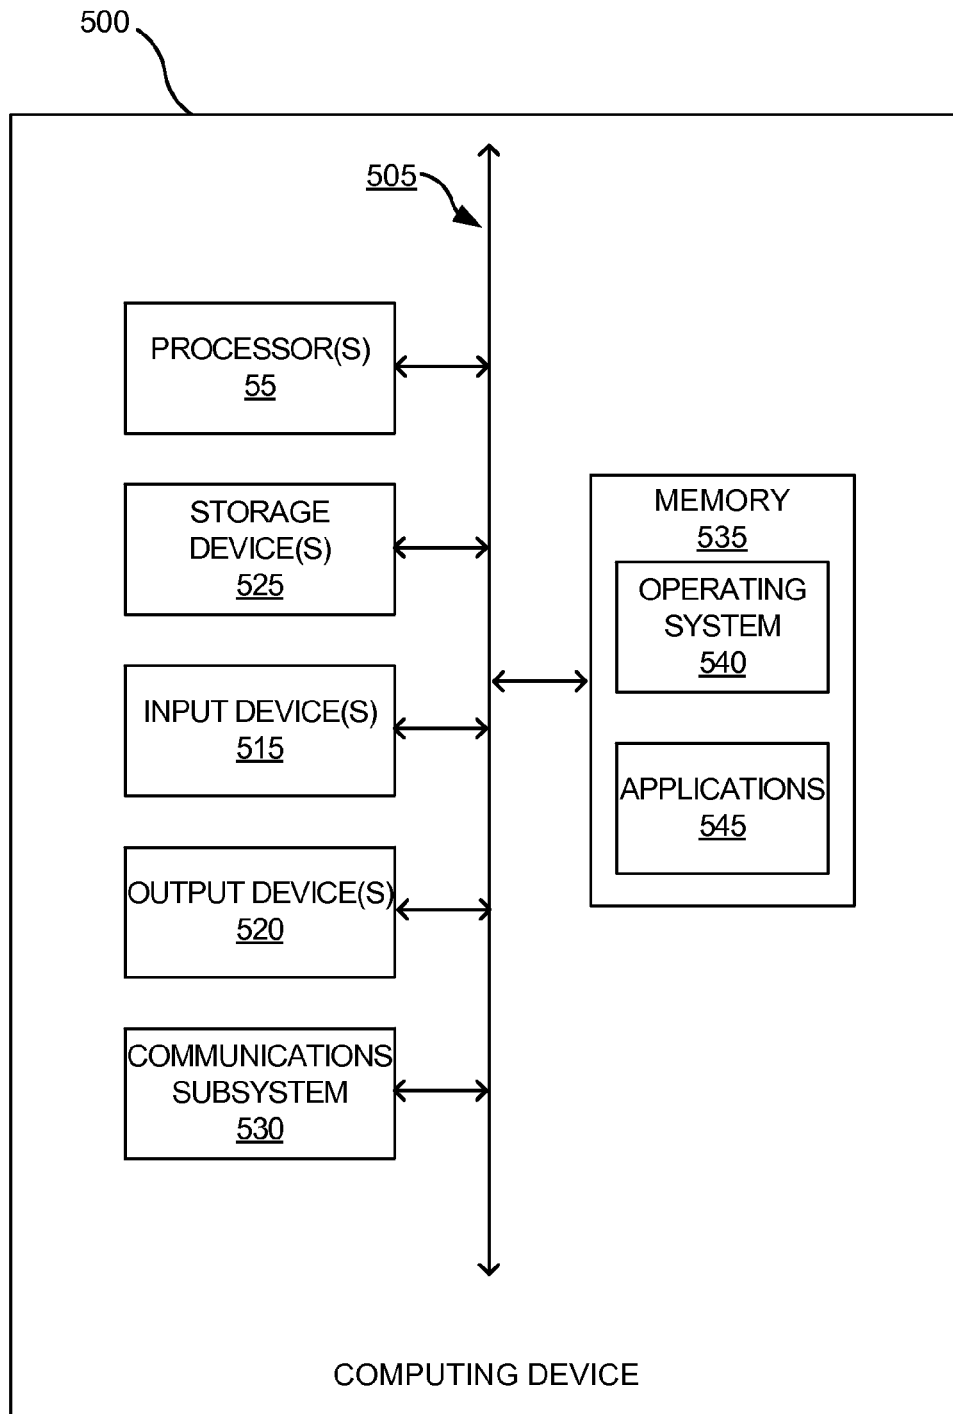 500
505
PROCESSOR(S)
55
STORAGE
DEVICE(S)
525
INPUT DEVICE(S)
515
OUTPUT DEVICE(S)
520
COMMUNICATIONS
SUBSYSTEM
530
MEMORY
535
OPERATING
SYSTEM
540
APPLICATIONS
545
COMPUTING DEVICE